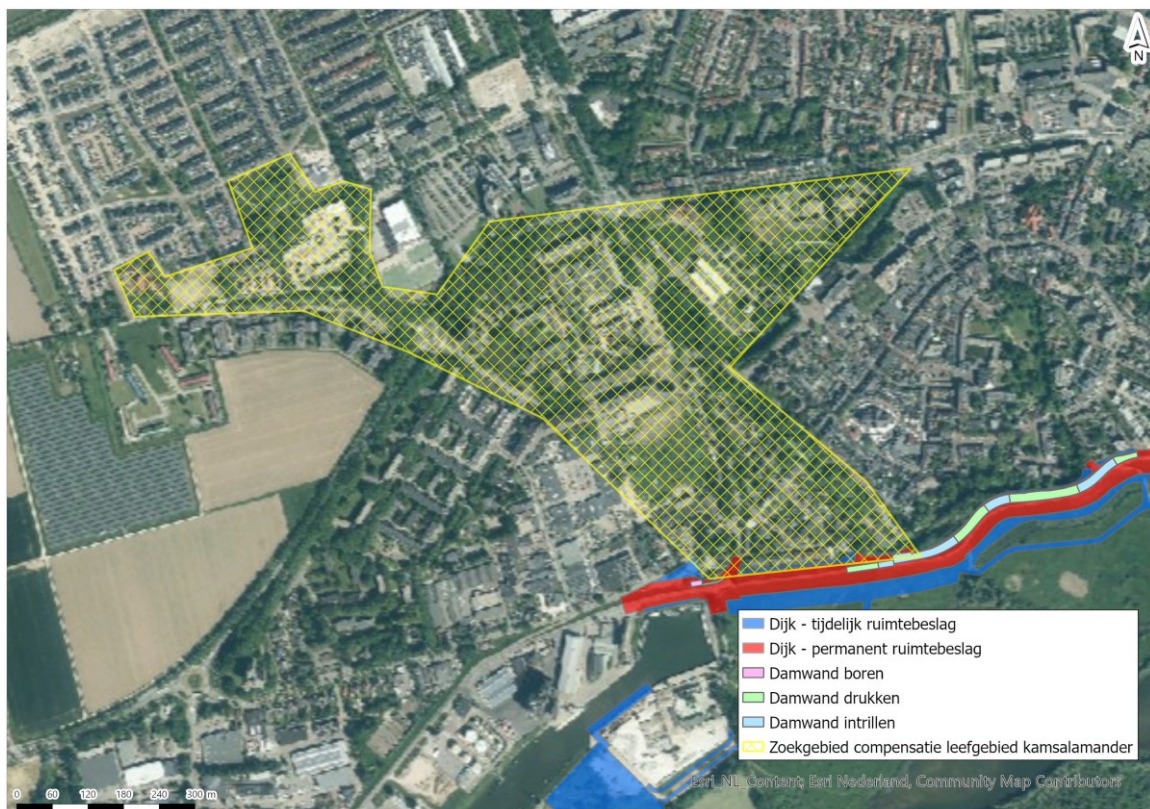 N
Dijk - tijdelijk ruimtebeslag
Dijk - permanent ruimtebeslag
Damwand boren
Damwand drukken
Damwand intrillen
Zoekgebied compensatie leefgebied kamsalamander
Esri_NL_Content; Esri Nederland, Community Map Contributors
0 60 120 180 240 300 m